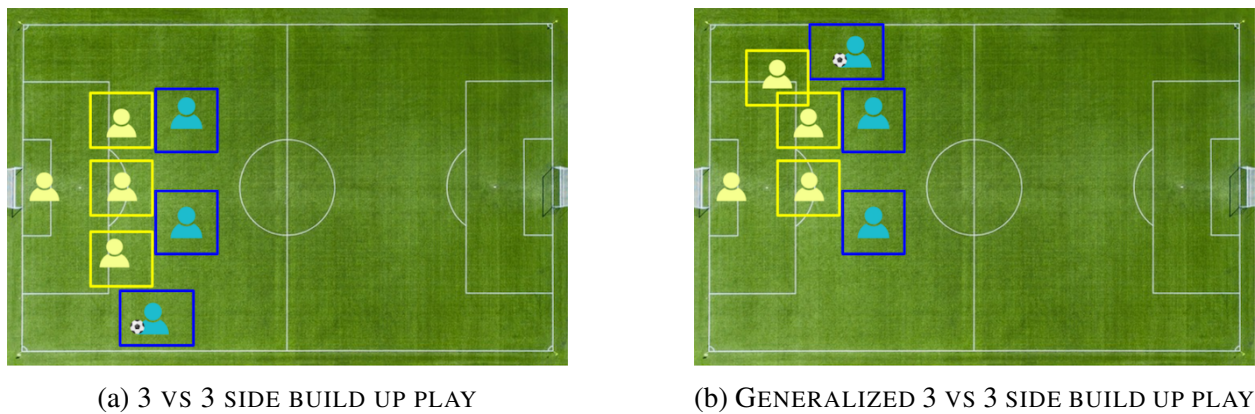 (a) 3 VS 3 SIDE BUILD UP PLAY
(b) GENERALIZED 3 VS 3 SIDE BUILD UP PLAY